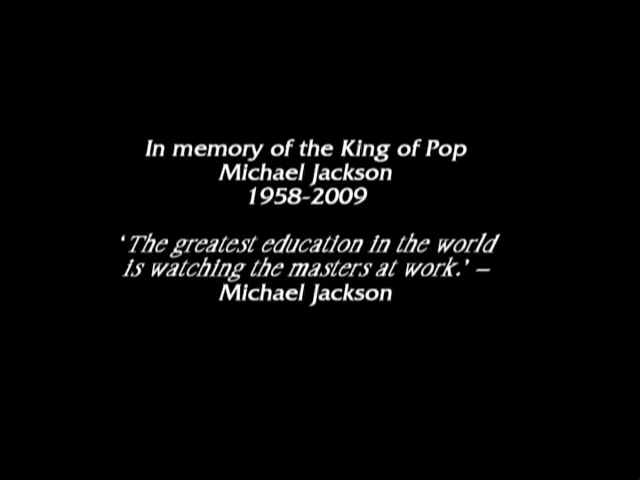 In memory of the King of Pop
Michael Jackson
1958-2009
‘The greatest education in the world
is watching the masters at work.’ –
Michael Jackson